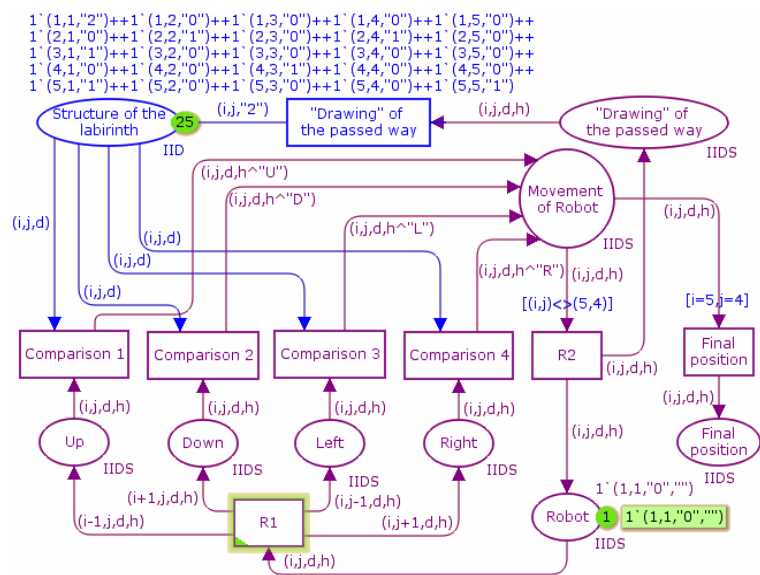 1`(1,1,"2")++1`(1,2,"0")++1`(1,3,"0")++1`(1,4,"0")++1`(1,5,"0")++
1`(2,1,"0")++1`(2,2,"1")++1`(2,3,"0")++1`(2,4,"1")++1`(2,5,"0")++
1`(3,1,"1")++1`(3,2,"0")++1`(3,3,"0")++1`(3,4,"0")++1`(3,5,"0")++
1`(4,1,"0")++1`(4,2,"0")++1`(4,3,"1")++1`(4,4,"0")++1`(4,5,"0")++
1`(5,1,"1")++1`(5,2,"0")++1`(5,3,"0")++1`(5,4,"0")++1`(5,5,"1")
Structure of the
labirinth
25
IID
(i,j,"2")
"Drawing" of
the passed way
(i,j,d,h)
"Drawing" of
the passed way
IIDS
(i,j,d,h^"U")
(i,j,d,h^"D")
(i,j,d,h^"L")
(i,j,d,h^"R")
Movement
of Robot
IIDS
(i,j,d)
(i,j,d)
(i,j,d)
(i,j,d)
(i,j,d,h)
(i,j,d,h)
[(i,j)<>(5,4)]
[i=5,j=4]
Comparison 1
Comparison 2
Comparison 3
Comparison 4
R2
Final
position
(i,j,d,h)
(i,j,d,h)
(i,j,d,h)
(i,j,d,h)
(i,j,d,h)
(i,j,d,h)
(i,j,d,h)
Up
IIDS
Down
IIDS
Left
IIDS
Right
IIDS
Final
position
IIDS
(i+1,j,d,h)
(i,j-1,d,h)
(i-1,j,d,h)
(i,j+1,d,h)
R1
1`(1,1,"0","")
Robot
1
1`(1,1,"0","")
IIDS